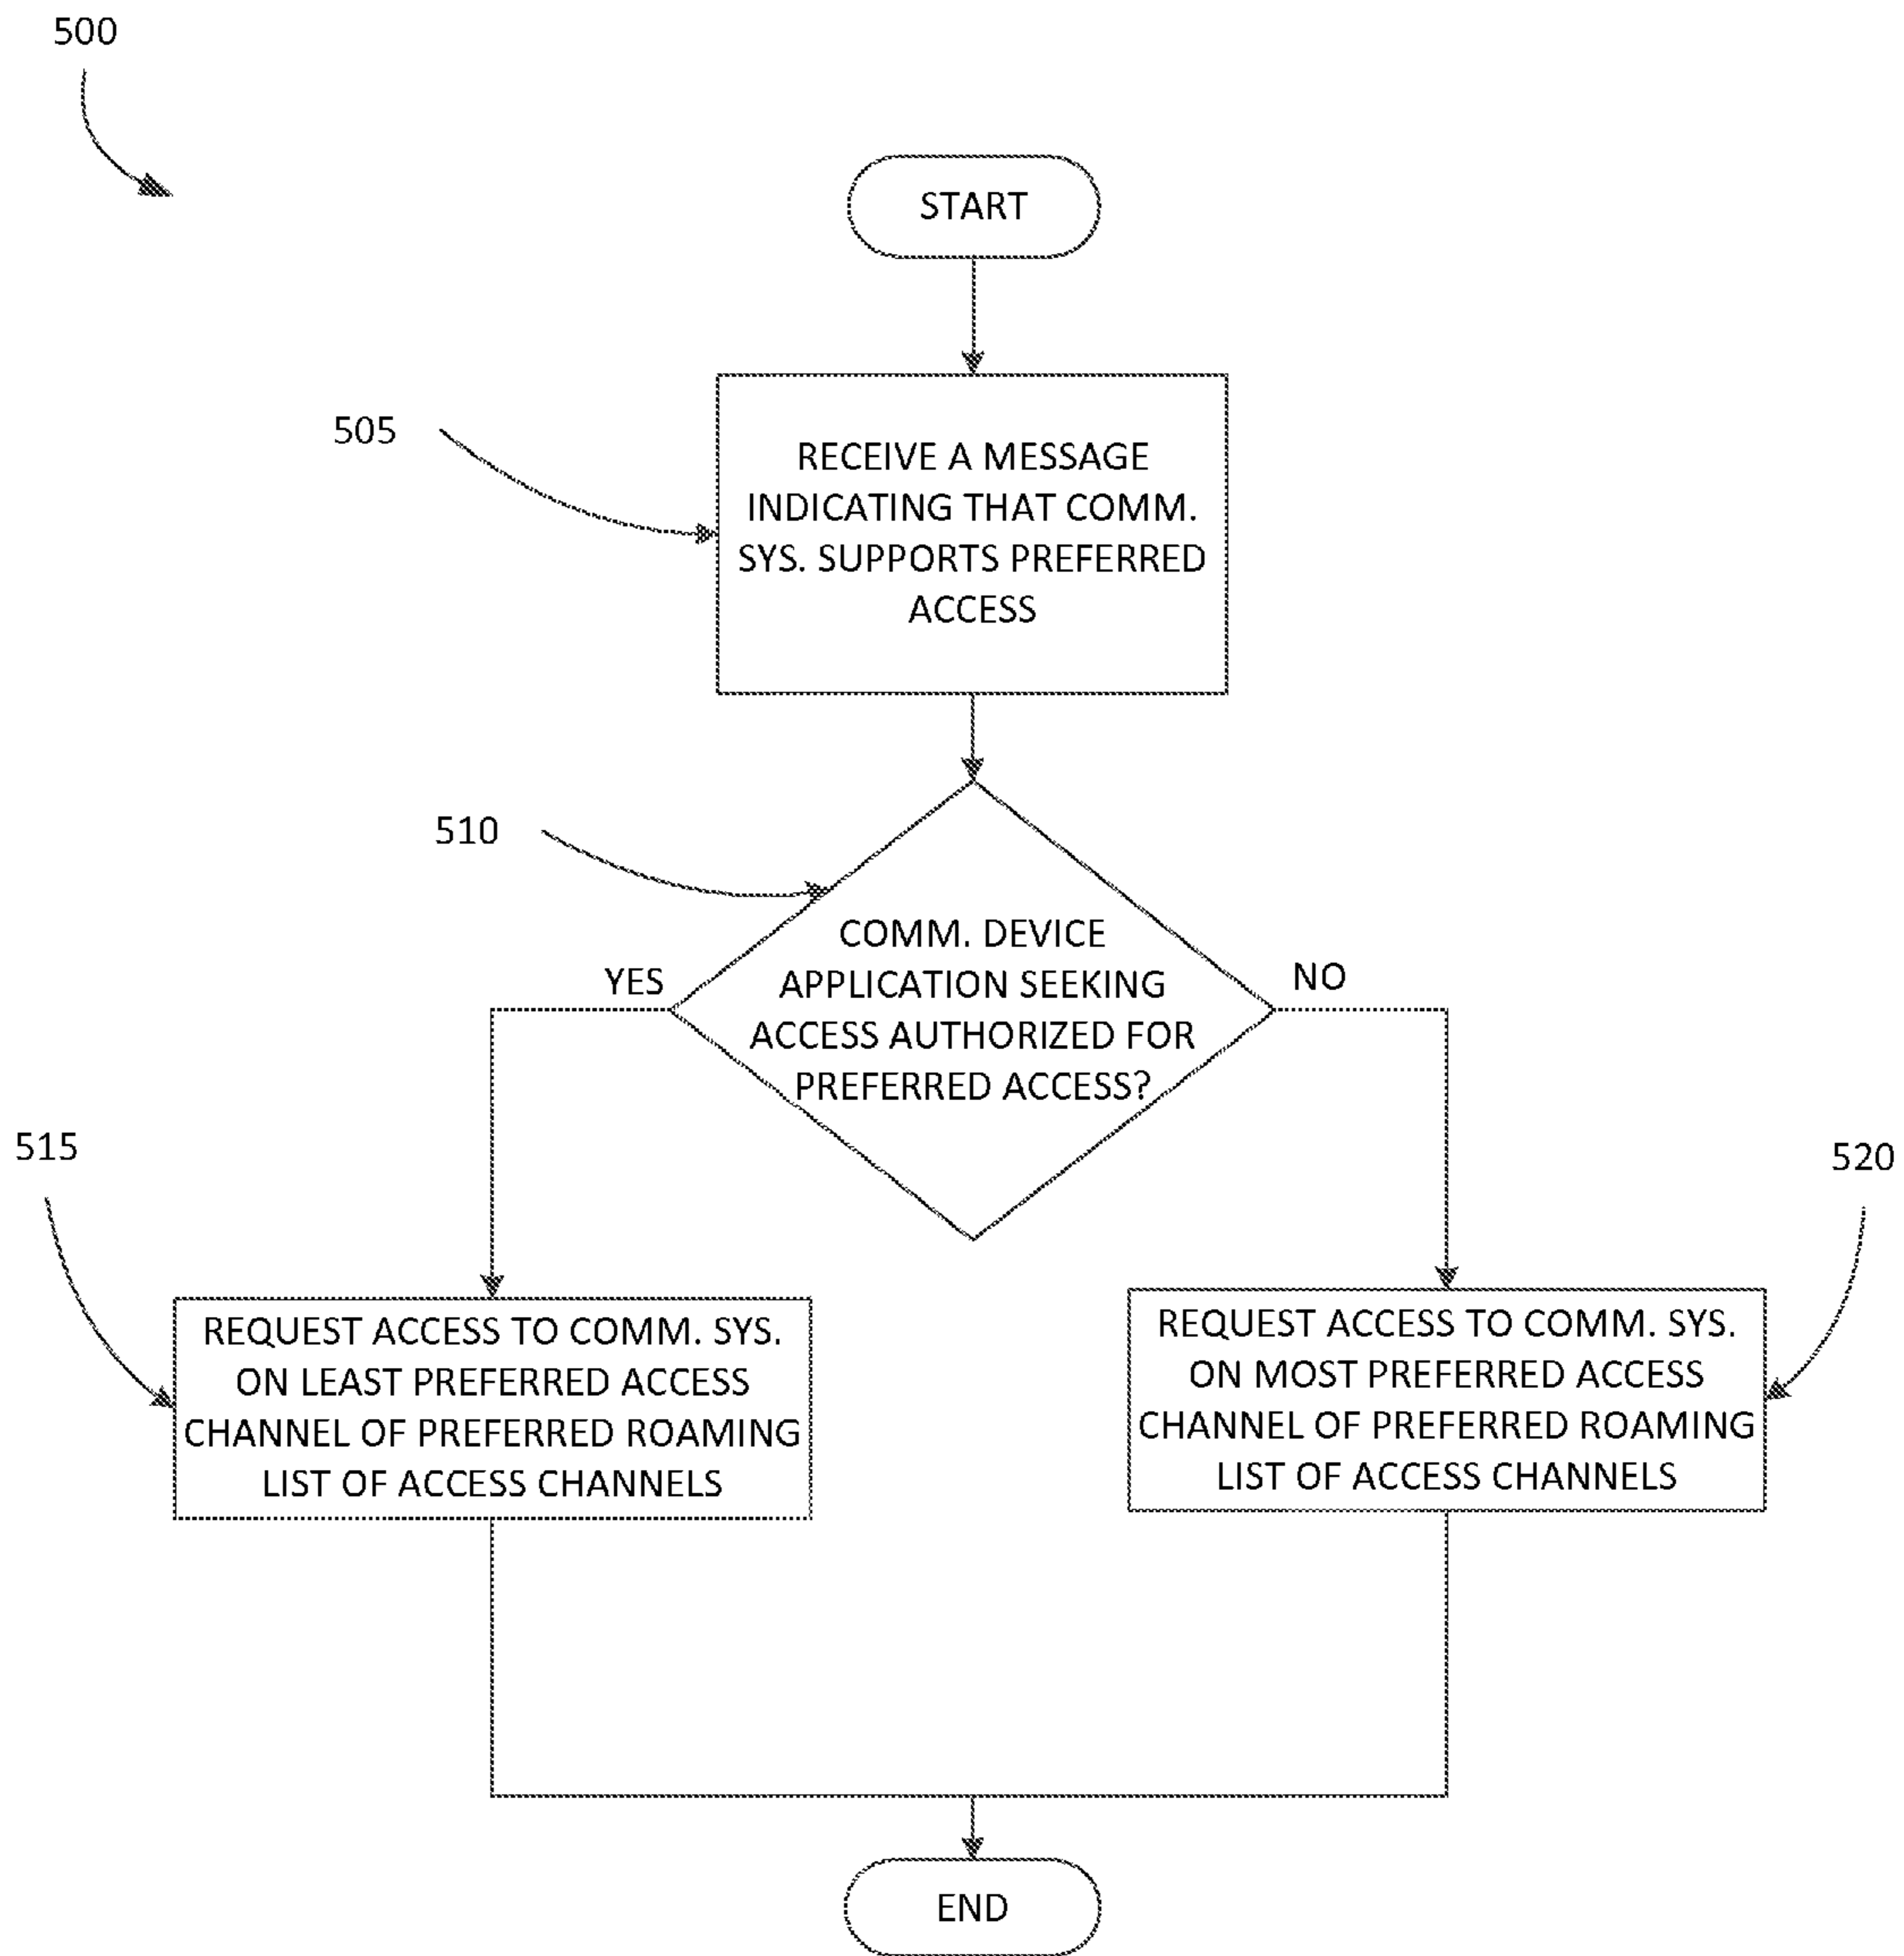 500
START
505
RECEIVE A MESSAGE
INDICATING THAT COMM.
SYS. SUPPORTS PREFERRED
ACCESS
510
COMM. DEVICE
APPLICATION SEEKING
ACCESS AUTHORIZED FOR
PREFERRED ACCESS?
YES
NO
515
REQUEST ACCESS TO COMM. SYS.
ON LEAST PREFERRED ACCESS
CHANNEL OF PREFERRED ROAMING
LIST OF ACCESS CHANNELS
520
REQUEST ACCESS TO COMM. SYS.
ON MOST PREFERRED ACCESS
CHANNEL OF PREFERRED ROAMING
LIST OF ACCESS CHANNELS
END